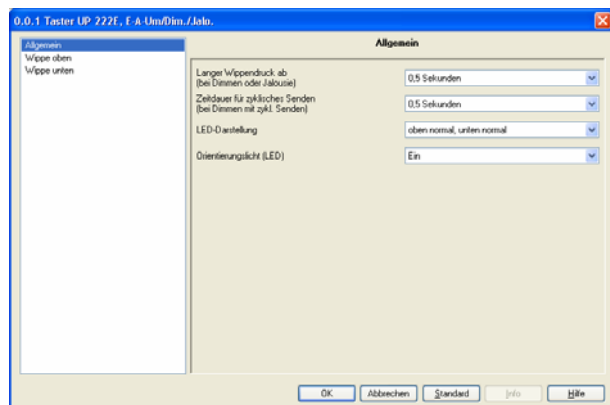 0.0.1 Taster UP 222E, E-A-Um/Dim./Jalo.
Allgemein
Wippe oben
Wippe unten
Allgemein
Langer Wippendruck ab
(bei Dimmen oder Jalousie)
0,5 Sekunden
Zeitdauer für zyklisches Senden
(bei Dimmen mit zykl. Senden)
0,5 Sekunden
LED-Darstellung
oben normal, unten normal
Orientierungslicht (LED)
Ein
OK
Abbrechen
Standard
Info
Hilfe